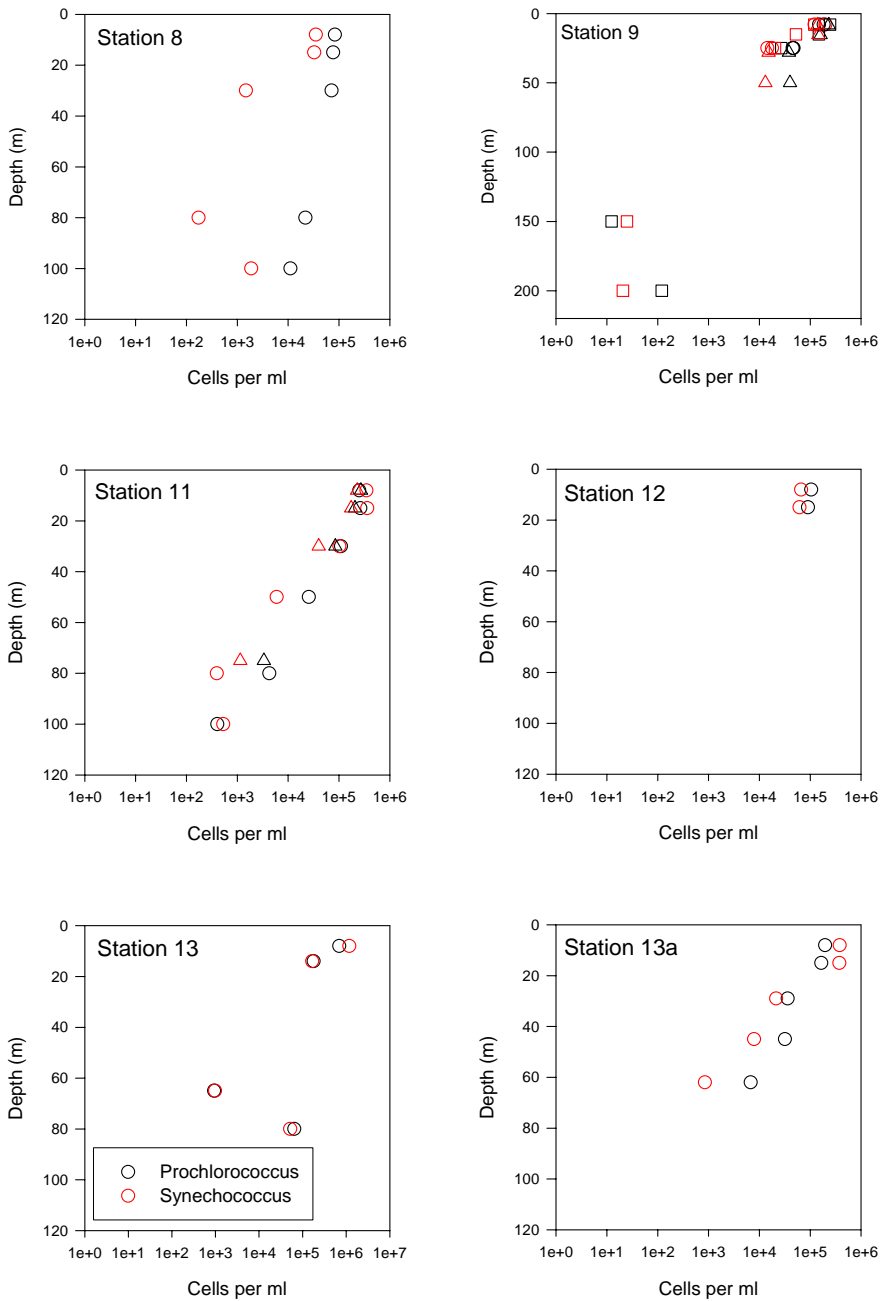 Station 8
Depth (m)
0
20
40
60
80
100
120
1e+0 1e+1 1e+2 1e+3 1e+4 1e+5 1e+6
Cells per ml
Station 9
Depth (m)
0
50
100
200
150
200
1e+0 1e+1 1e+2 1e+3 1e+4 1e+5 1e+6
Cells per ml
Station 11
Depth (m)
0
20
40
60
80
100
120
1e+0 1e+1 1e+2 1e+3 1e+4 1e+5 1e+6
Cells per ml
Station 12
Depth (m)
0
20
40
60
80
100
120
1e+0 1e+1 1e+2 1e+3 1e+4 1e+5 1e+6
Cells per ml
Station 13
Depth (m)
0
20
40
60
80
100
120
Prochlorococcus
Synechococcus
1e+0 1e+1 1e+2 1e+3 1e+4 1e+5 1e+6 1e+7
Cells per ml
Station 13a
Depth (m)
0
20
40
60
80
100
120
1e+0 1e+1 1e+2 1e+3 1e+4 1e+5 1e+6
Cells per ml